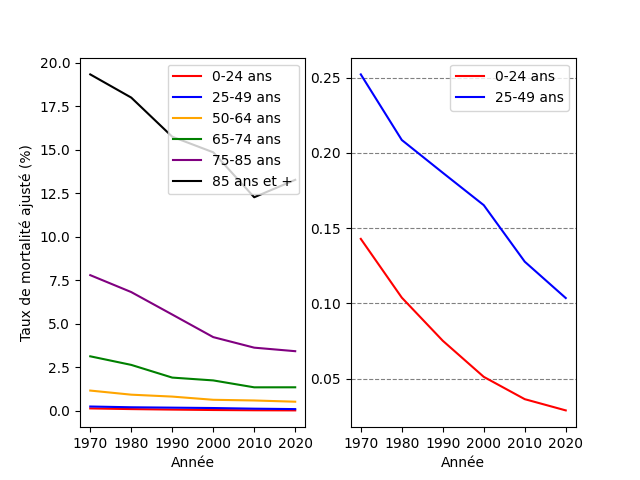 Taux de mortalité ajusté (%)
20.0
17.5
15.0
12.5
10.0
7.5
5.0
2.5
0.0
0-24 ans
25-49 ans
50-64 ans
65-74 ans
75-85 ans
85 ans et +
1970 1980 1990 2000 2010 2020
Année
0.25
0.20
0.15
0.10
0.05
0-24 ans
25-49 ans
1970 1980 1990 2000 2010 2020
Année